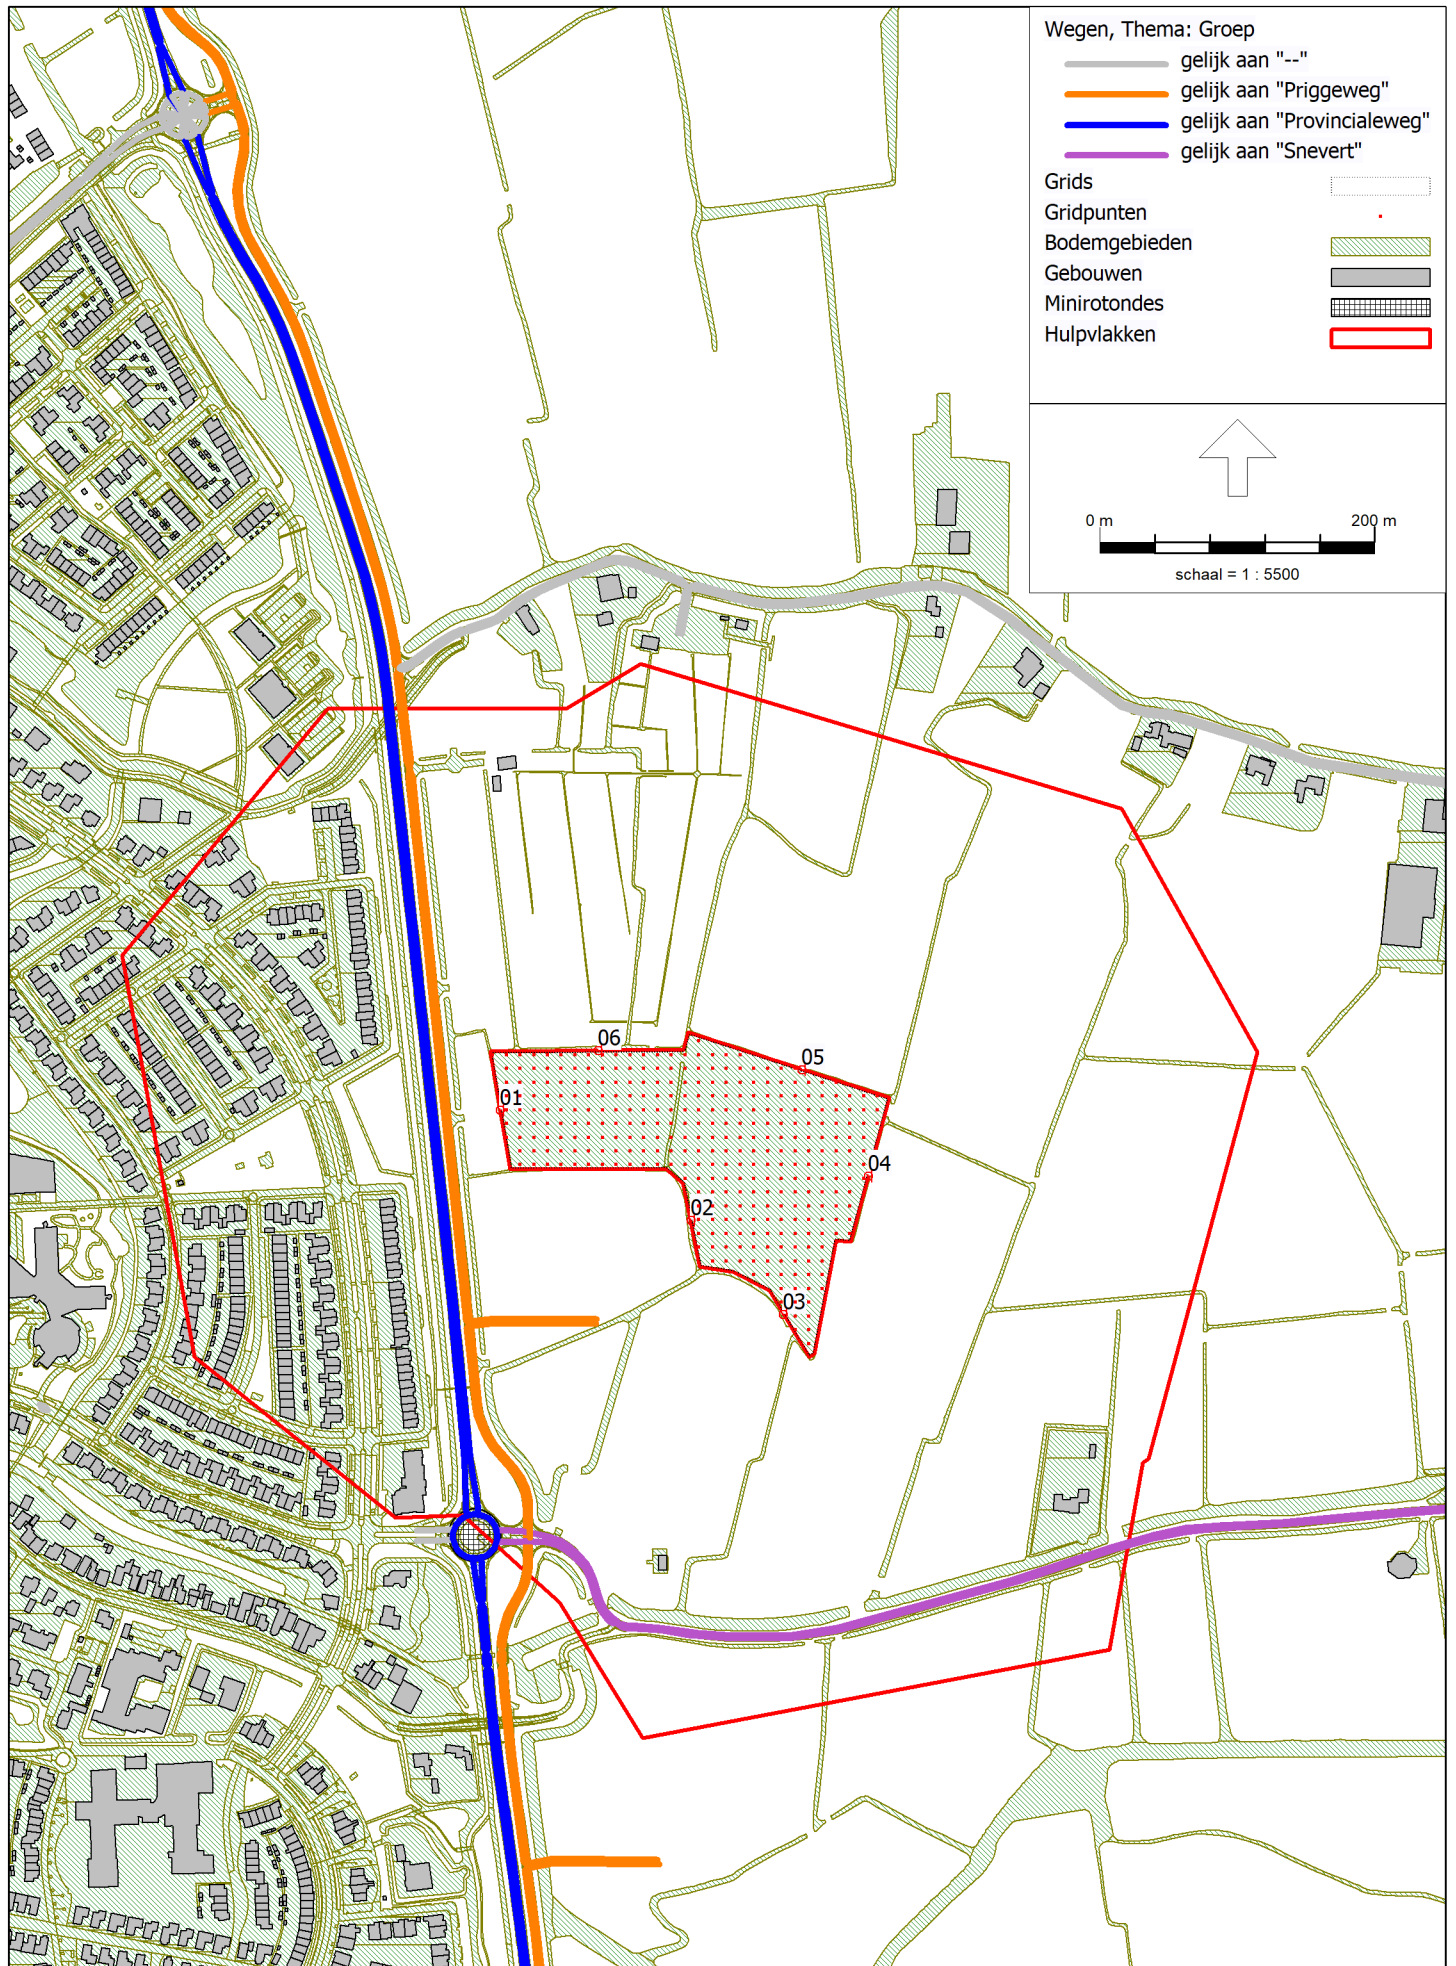 Wegen, Thema: Groep
gelijk aan "--"
gelijk aan "Priggeweg"
gelijk aan "Provincialeweg"
gelijk aan "Snevert"
Grids
Gridpunten
Bodemgebieden
Gebouwen
Minirotondes
Hulpvlakken
0 m 200 m
schaal = 1 : 5500
06
05
01
04
02
03